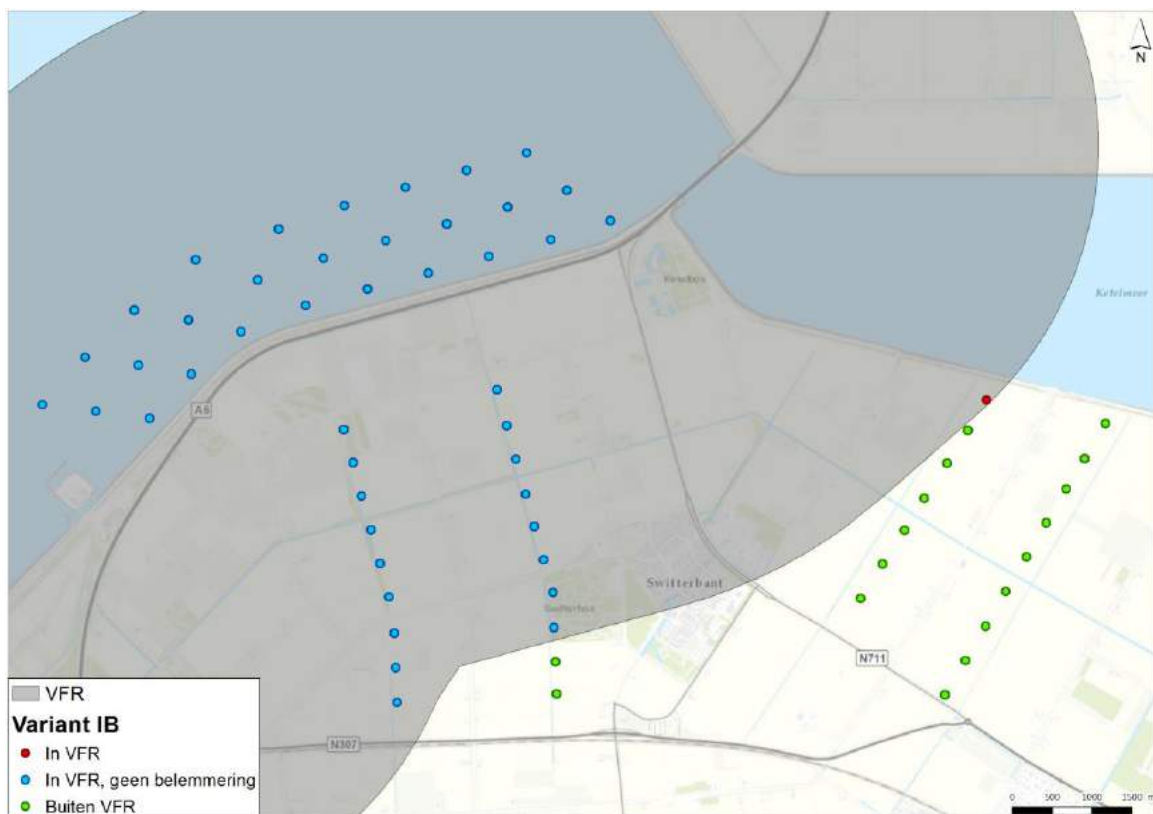 N
Ketelmeer
A6
Swifterbant
N711
N307
VFR
Variant IB
In VFR
In VFR, geen belemmering
Buiten VFR
0 500 1000 1500 m